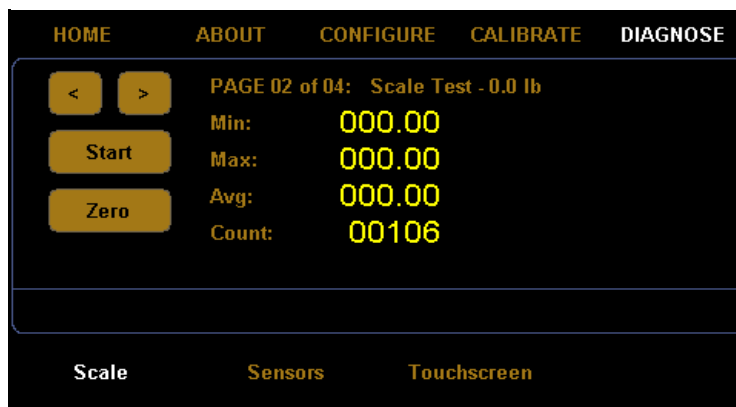 HOME ABOUT CONFIGURE CALIBRATE DIAGNOSE
< > PAGE 02 of 04: Scale Test - 0.0 lb
Min: 000.00
Start
Max: 000.00
Avg: 000.00
Zero
Count: 00106
Scale Sensors Touchscreen